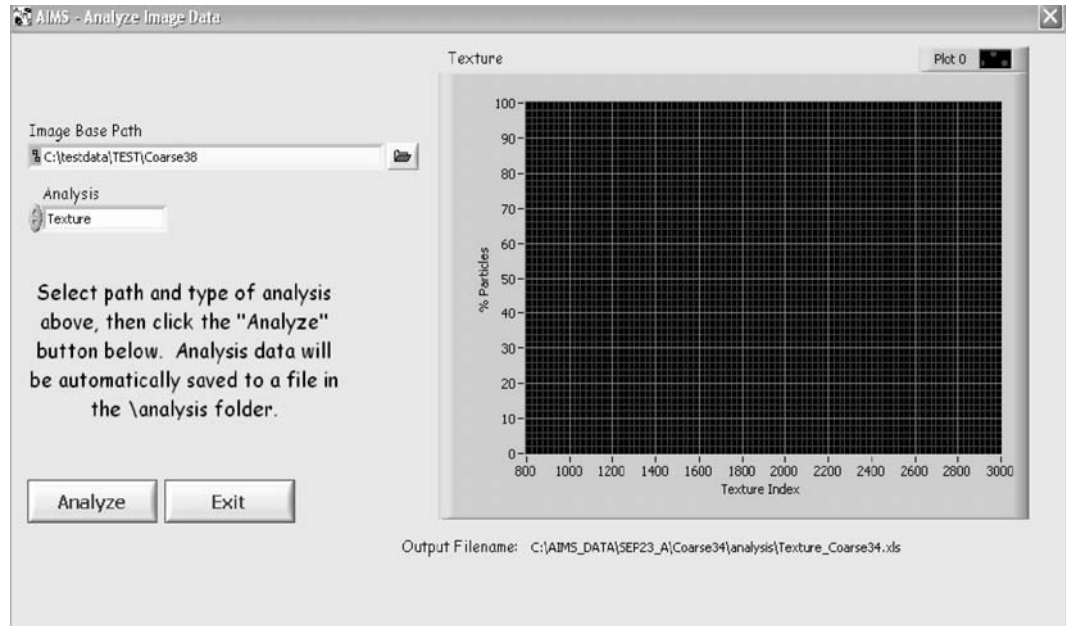 AIMS - Analyze Image Data
Image Base Path
C:\testdata\TEST\Coarse38
Analysis
Texture
Select path and type of analysis
above, then click the "Analyze"
button below. Analysis data will
be automatically saved to a file in
the \analysis folder.
Analyze
Exit
Texture
Plot 0
% Particles
100
90
80
70
60
50
40
30
20
10
0
800 1000 1200 1400 1600 1800 2000 2200 2400 2600 2800 3000
Texture Index
Output Filename: C:\AIMS_DATA\SEP23_A\Coarse34\analysis\Texture_Coarse34.xls